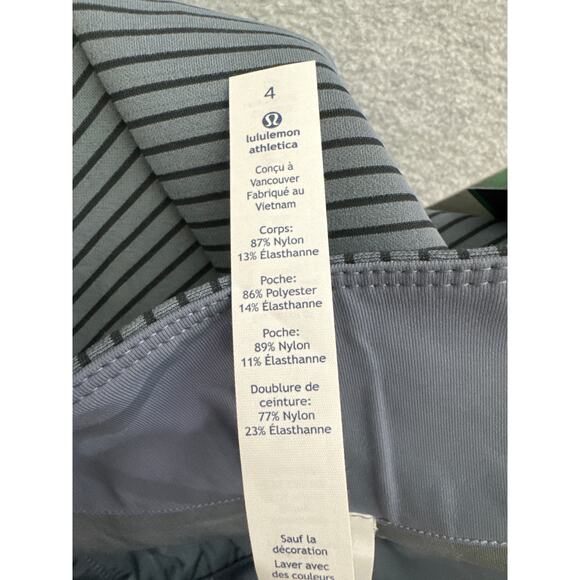 4
lululemon
athletica
Conçu à
Vancouver
Fabriqué au
Vietnam
Corps:
87% Nylon
13% Élasthanne
Poche:
86% Polyester
14% Élasthanne
Poche:
89% Nylon
11% Élasthanne
Doublure de
ceinture:
77% Nylon
23% Élasthanne
Sauf la
décoration
Laver avec
des couleurs